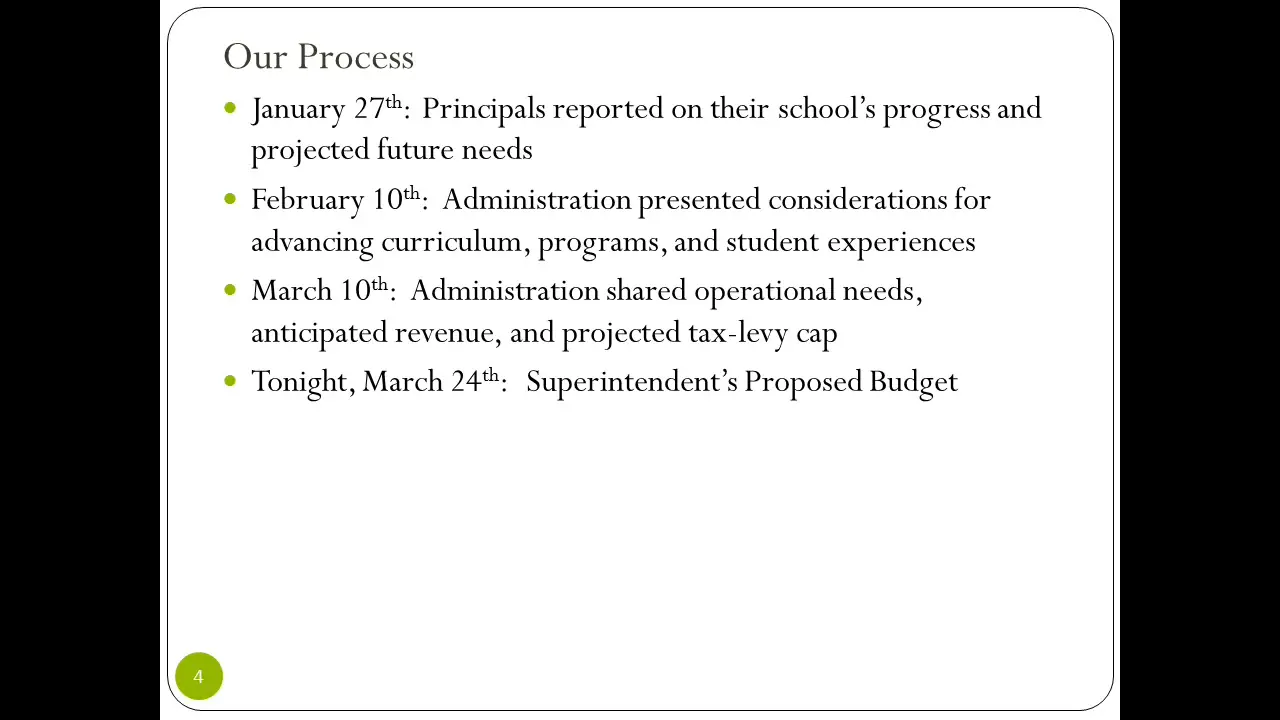 Our Process
• January 27th: Principals reported on their school’s progress and
projected future needs
• February 10th: Administration presented considerations for
advancing curriculum, programs, and student experiences
• March 10th: Administration shared operational needs,
anticipated revenue, and projected tax-levy cap
• Tonight, March 24th: Superintendent’s Proposed Budget
4